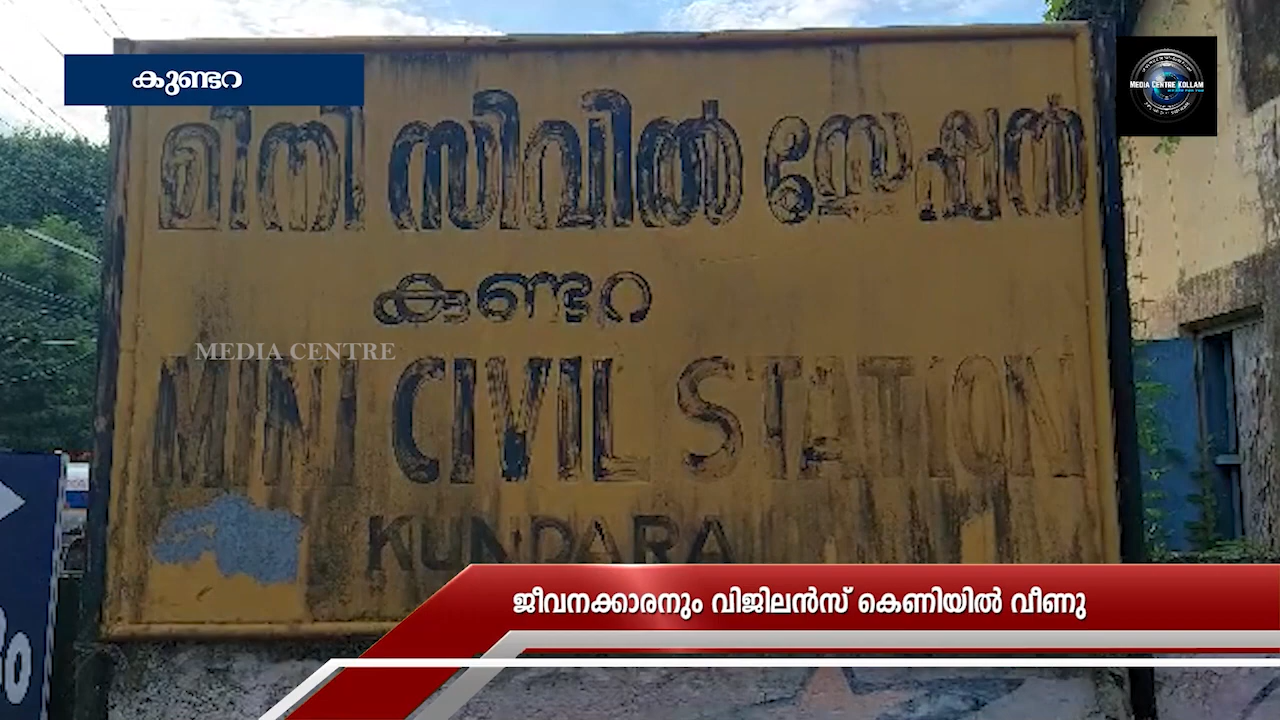 കുണ്ടറ
MEDIA CENTRE KOLLAM
മിനി സിവിൽ സ്റ്റേഷൻ
കുണ്ടറ
MEDIA CENTRE
MINI CIVIL STATION
KUNDARA
ജീവനക്കാരനും വിജിലൻസ് കെണിയിൽ വീണു